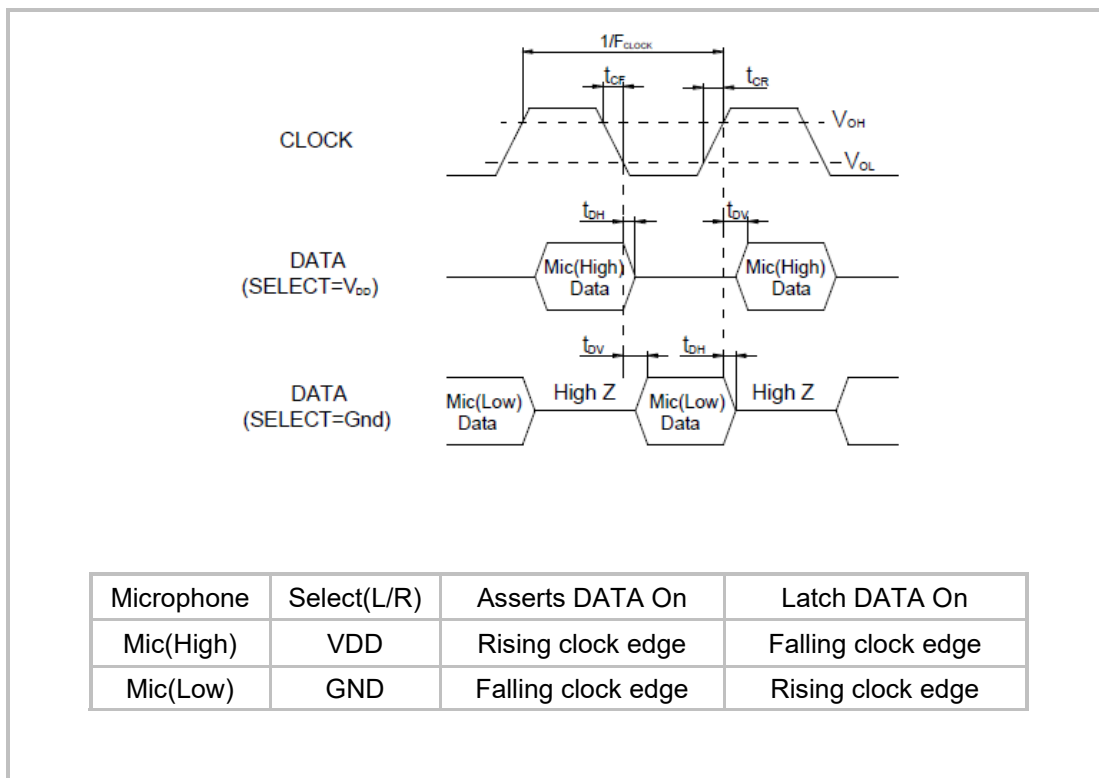 1/FCLOCK
tCF
tCR
CLOCK
VOH
VOL
tDH
tDV
DATA
(SELECT=VDD)
Mic(High)
Data
Mic(High)
Data
tDV
tDH
DATA
(SELECT=Gnd)
Mic(Low)
Data
High Z
Mic(Low)
Data
High Z
Microphone Select(L/R) Asserts DATA On Latch DATA On
Mic(High) VDD Rising clock edge Falling clock edge
Mic(Low) GND Falling clock edge Rising clock edge